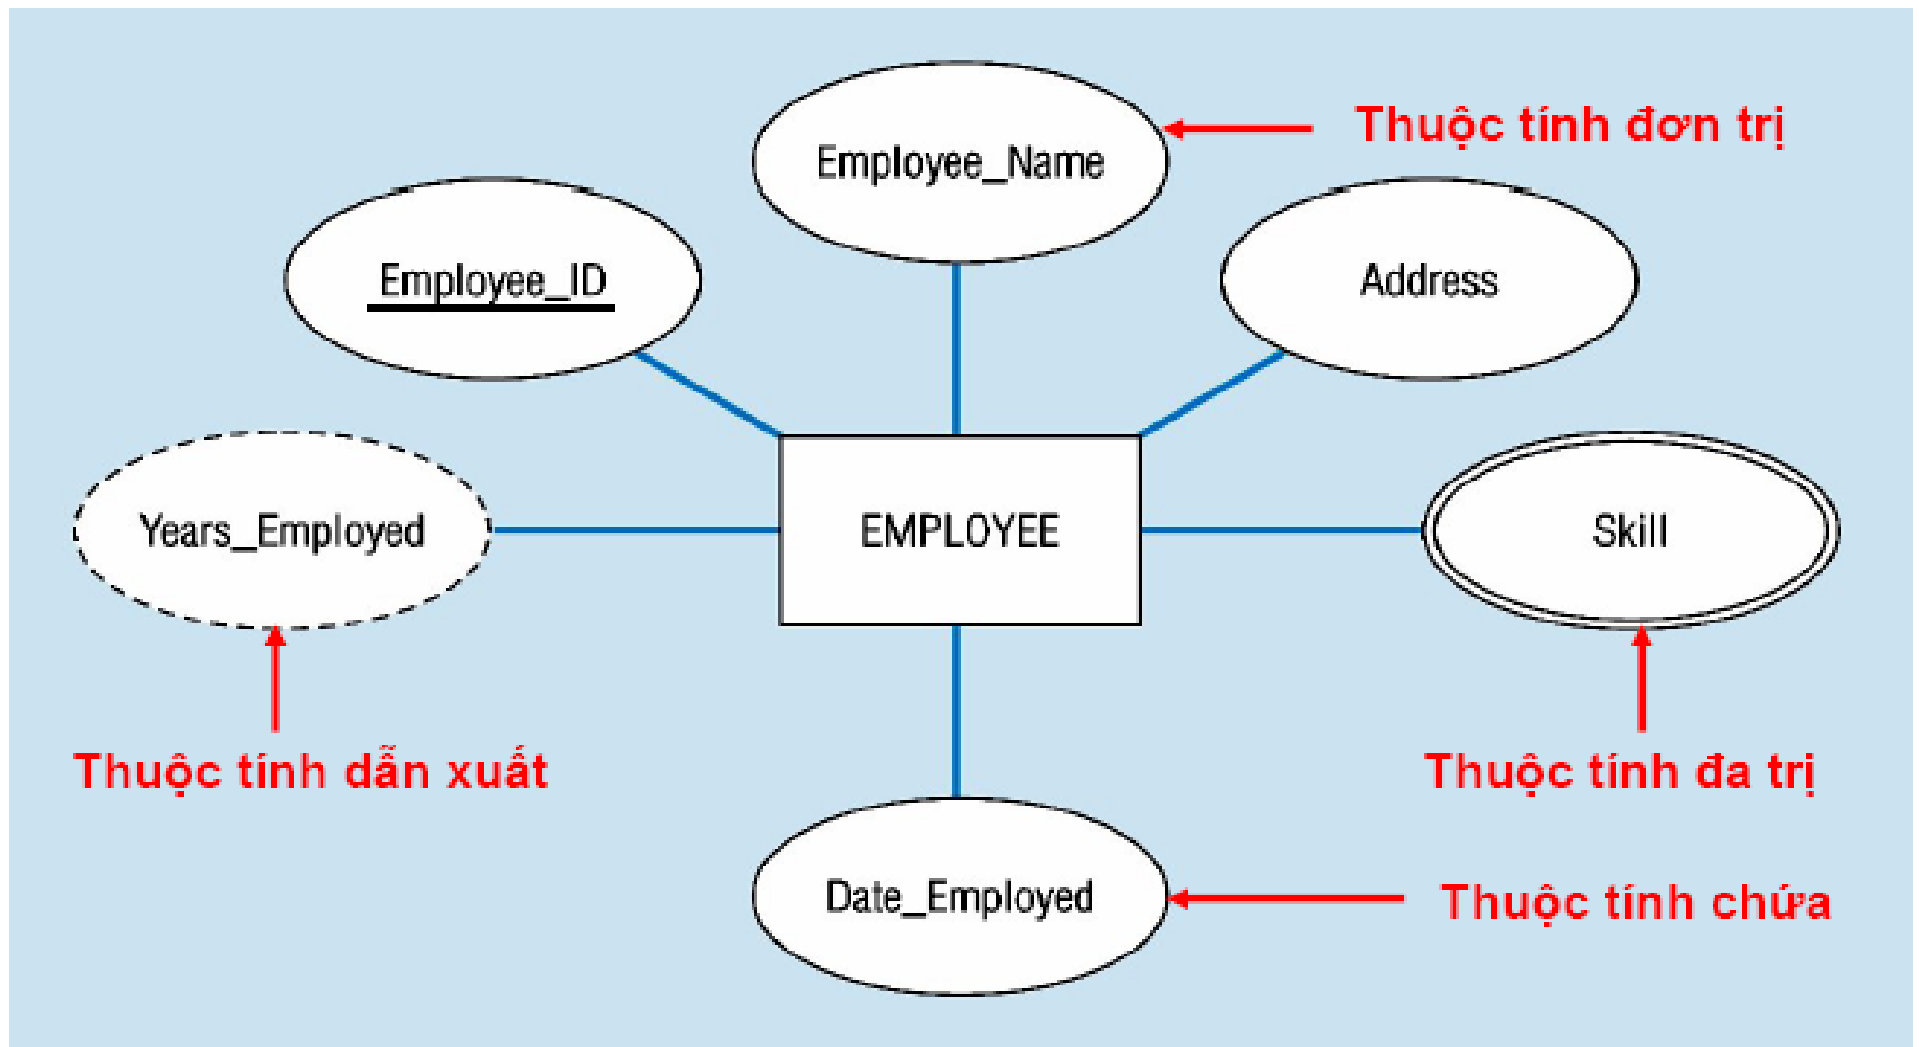 Thuộc tính đơn trị
Employee_Name
Employee_ID
Address
Years_Employed
EMPLOYEE
Skill
Thuộc tính dẫn xuất
Thuộc tính đa trị
Date_Employed
Thuộc tính chứa